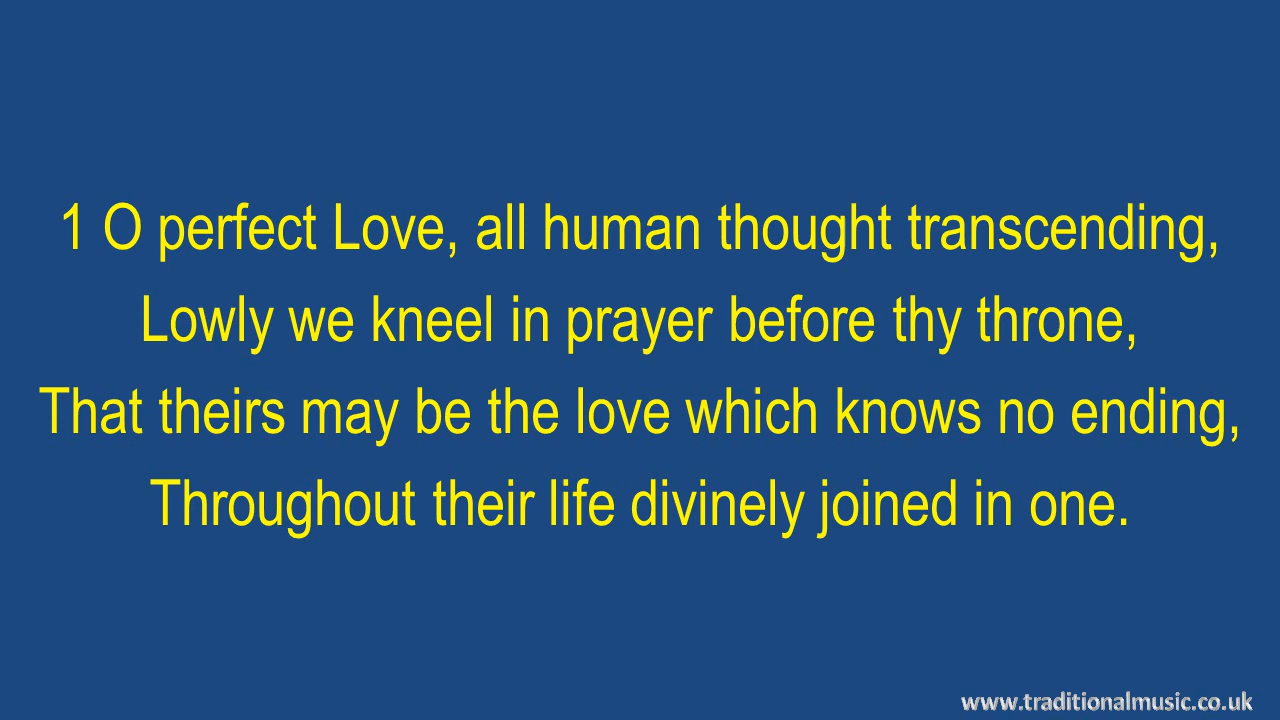 1 O perfect Love, all human thought transcending,
Lowly we kneel in prayer before thy throne,
That theirs may be the love which knows no ending,
Throughout their life divinely joined in one.
www.traditionalmusic.co.uk